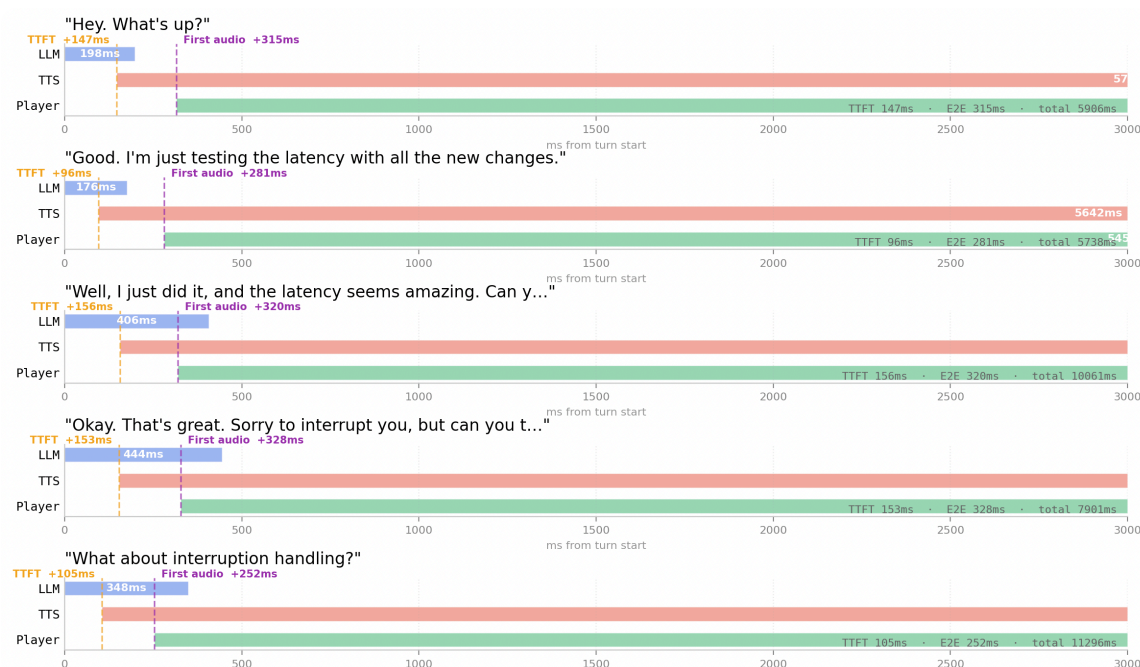 "Hey. What's up?"
TTFT +147ms First audio +315ms
LLM 198ms
TTS 57
Player TTFT 147ms · E2E 315ms · total 5906ms
0 500 1000 1500 2000 2500 3000
ms from turn start
"Good. I'm just testing the latency with all the new changes."
TTFT +96ms First audio +281ms
LLM 176ms
TTS 5642ms
Player TTFT 96ms · E2E 281ms · total 5738ms 545
0 500 1000 1500 2000 2500 3000
ms from turn start
"Well, I just did it, and the latency seems amazing. Can y…"
TTFT +156ms First audio +320ms
LLM 406ms
TTS
Player TTFT 156ms · E2E 320ms · total 10061ms
0 500 1000 1500 2000 2500 3000
ms from turn start
"Okay. That's great. Sorry to interrupt you, but can you t…"
TTFT +153ms First audio +328ms
LLM 444ms
TTS
Player TTFT 153ms · E2E 328ms · total 7901ms
0 500 1000 1500 2000 2500 3000
ms from turn start
"What about interruption handling?"
TTFT +105ms First audio +252ms
LLM 348ms
TTS
Player TTFT 105ms · E2E 252ms · total 11296ms
0 500 1000 1500 2000 2500 3000